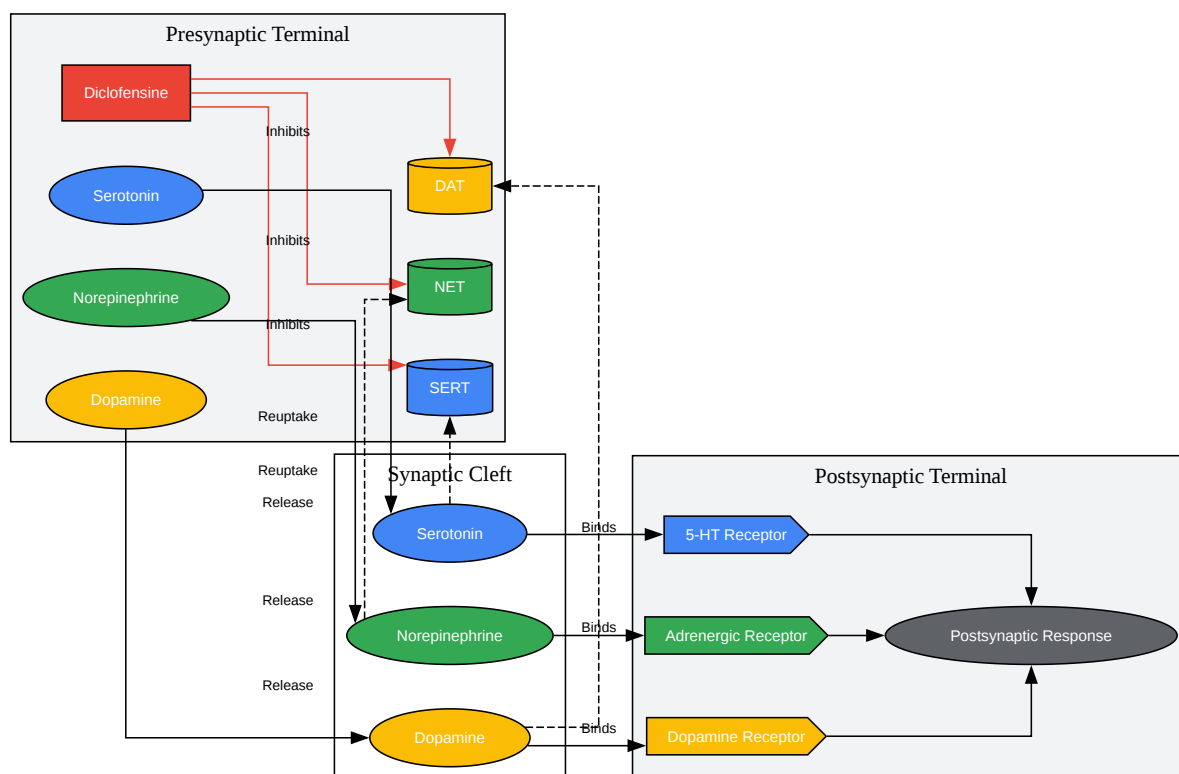 Presynaptic Terminal
Diclofensine
Inhibits
DAT
Serotonin
Inhibits
NET
Norepinephrine
Inhibits
SERT
Dopamine
Reuptake
Reuptake
Synaptic Cleft
Postsynaptic Terminal
Release
Serotonin
Binds
5-HT Receptor
Release
Norepinephrine
Binds
Adrenergic Receptor
Postsynaptic Response
Release
Dopamine
Binds
Dopamine Receptor